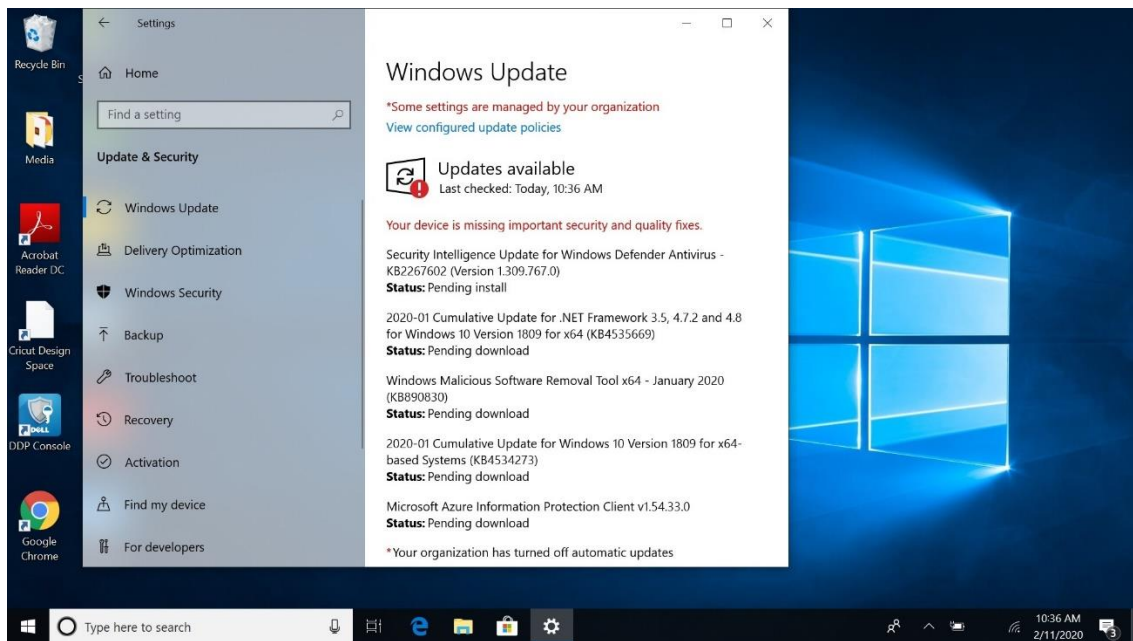 Recycle Bin
Media
Acrobat
Reader DC
Cricut Design
Space
DELL
DDP Console
Google
Chrome
Settings
Home
Find a setting
Update & Security
Windows Update
Delivery Optimization
Windows Security
Backup
Troubleshoot
Recovery
Activation
Find my device
For developers
Windows Update
*Some settings are managed by your organization
View configured update policies
Updates available
Last checked: Today, 10:36 AM
Your device is missing important security and quality fixes.
Security Intelligence Update for Windows Defender Antivirus -
KB2267602 (Version 1.309.767.0)
Status: Pending install
2020-01 Cumulative Update for .NET Framework 3.5, 4.7.2 and 4.8
for Windows 10 Version 1809 for x64 (KB4535669)
Status: Pending download
Windows Malicious Software Removal Tool x64 - January 2020
(KB890830)
Status: Pending download
2020-01 Cumulative Update for Windows 10 Version 1809 for x64-
based Systems (KB4534273)
Status: Pending download
Microsoft Azure Information Protection Client v1.54.33.0
Status: Pending download
*Your organization has turned off automatic updates
Type here to search
10:36 AM
2/11/2020
3